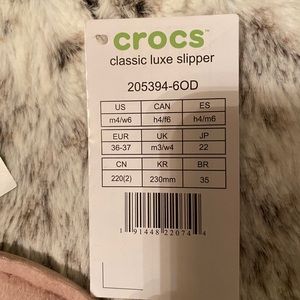 crocs™
classic luxe slipper
205394-6OD
US CAN ES
m4/w6 h4/f6 h4/m6
EUR UK JP
36-37 m3/w4 22
CN KR BR
220(2) 230mm 35
1 91448 22074 4